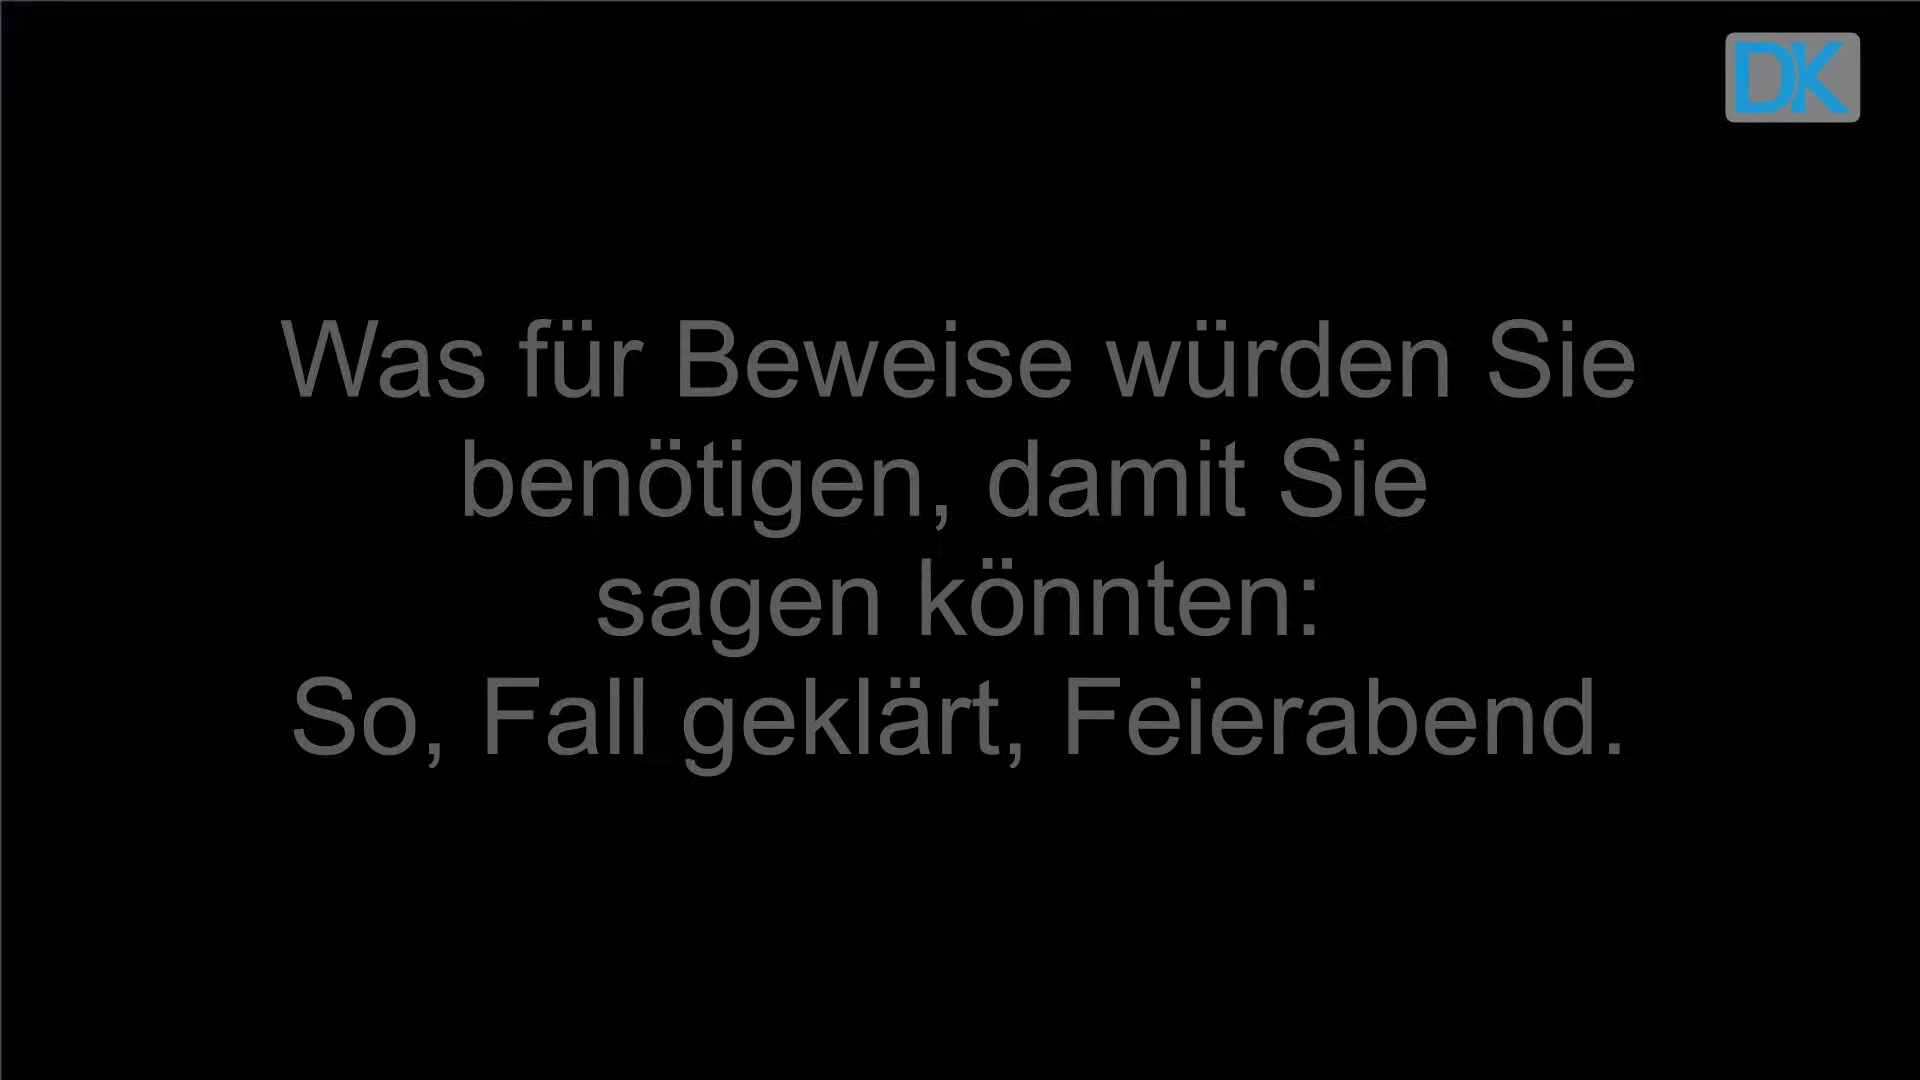 DK
Was für Beweise würden Sie
benötigen, damit Sie
sagen könnten:
So, Fall geklärt, Feierabend.